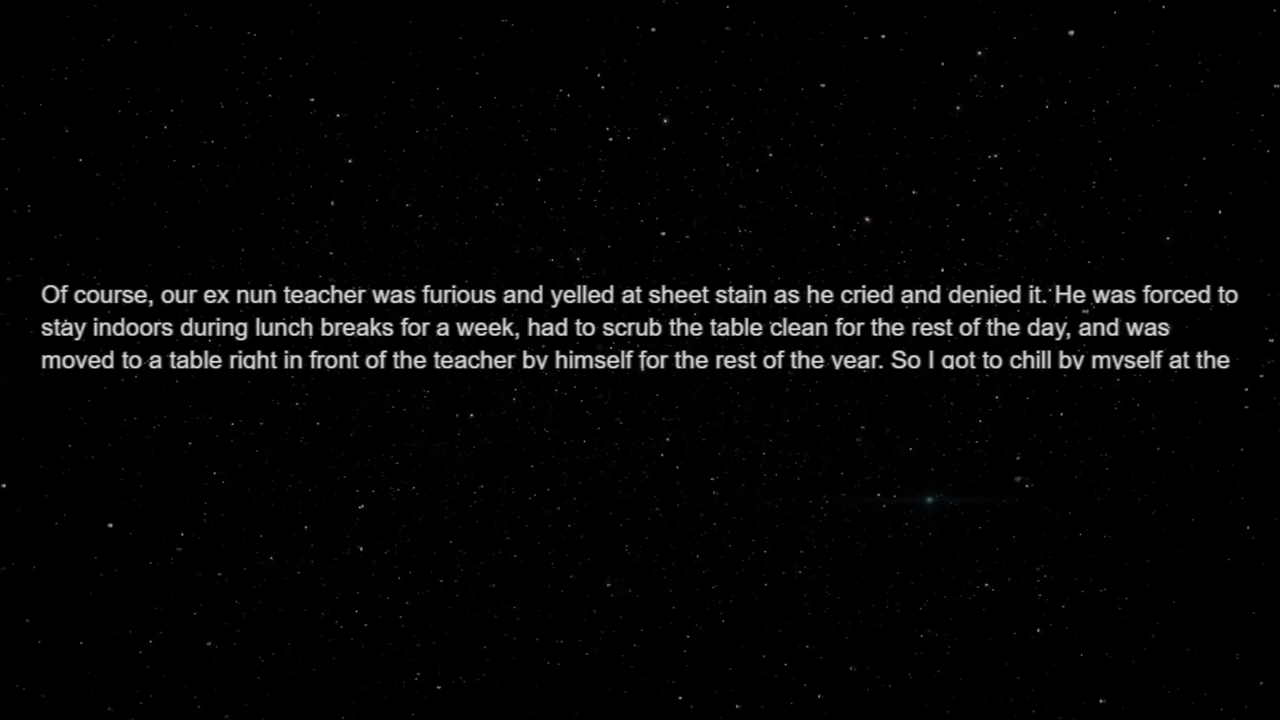 Of course, our ex nun teacher was furious and yelled at sheet stain as he cried and denied it. He was forced to
stay indoors during lunch breaks for a week, had to scrub the table clean for the rest of the day, and was
moved to a table right in front of the teacher by himself for the rest of the year. So I got to chill by myself at the